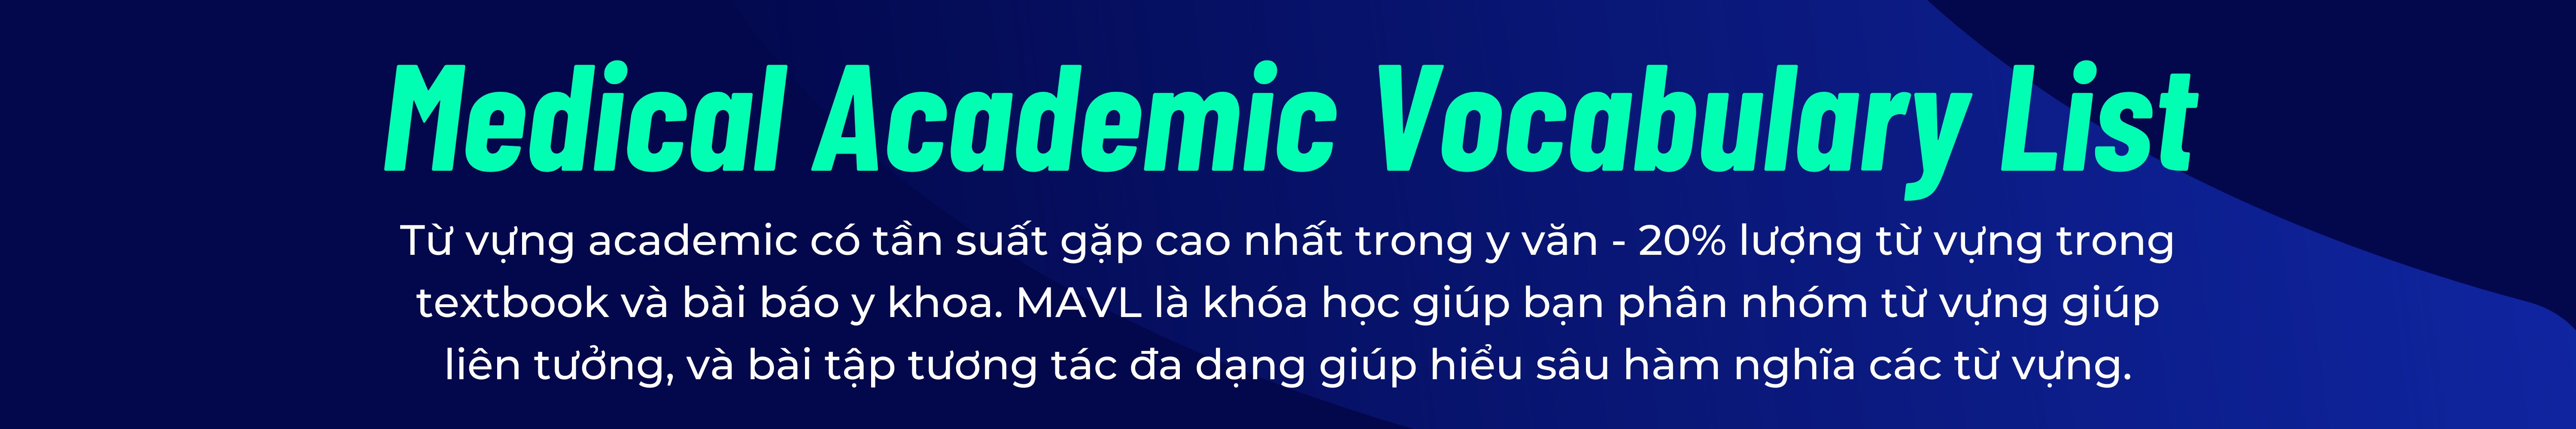 Medical Academic Vocabulary List
Từ vựng academic có tần suất gặp cao nhất trong y văn - 20% lượng từ vựng trong
textbook và bài báo y khoa. MAVL là khóa học giúp bạn phân nhóm từ vựng giúp
liên tưởng, và bài tập tương tác đa dạng giúp hiểu sâu hàm nghĩa các từ vựng.